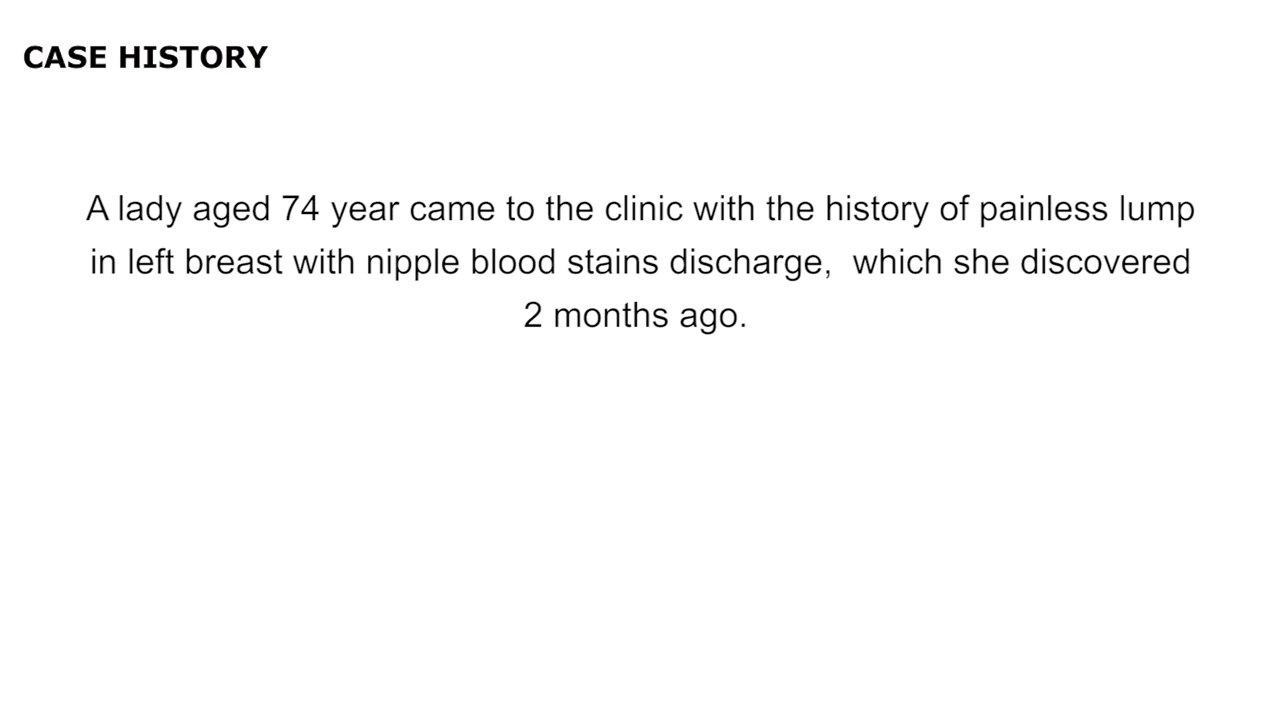 CASE HISTORY
A lady aged 74 year came to the clinic with the history of painless lump
in left breast with nipple blood stains discharge,  which she discovered
2 months ago.